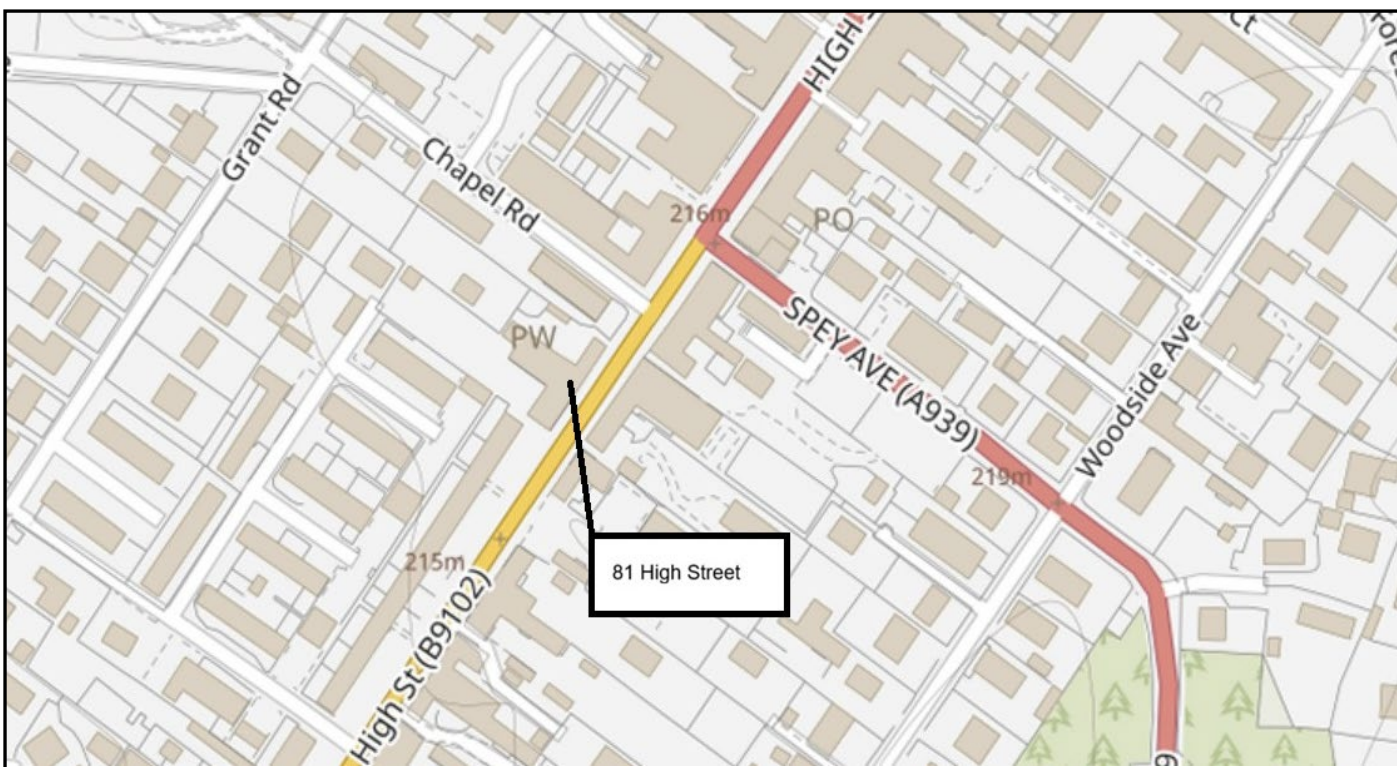 HIGH
Ct
Grant Rd
Chapel Rd
216m
PO
PW
SPEY AVE (A939)
Woodside Ave
219m
215m
81 High Street
High St (B9102)